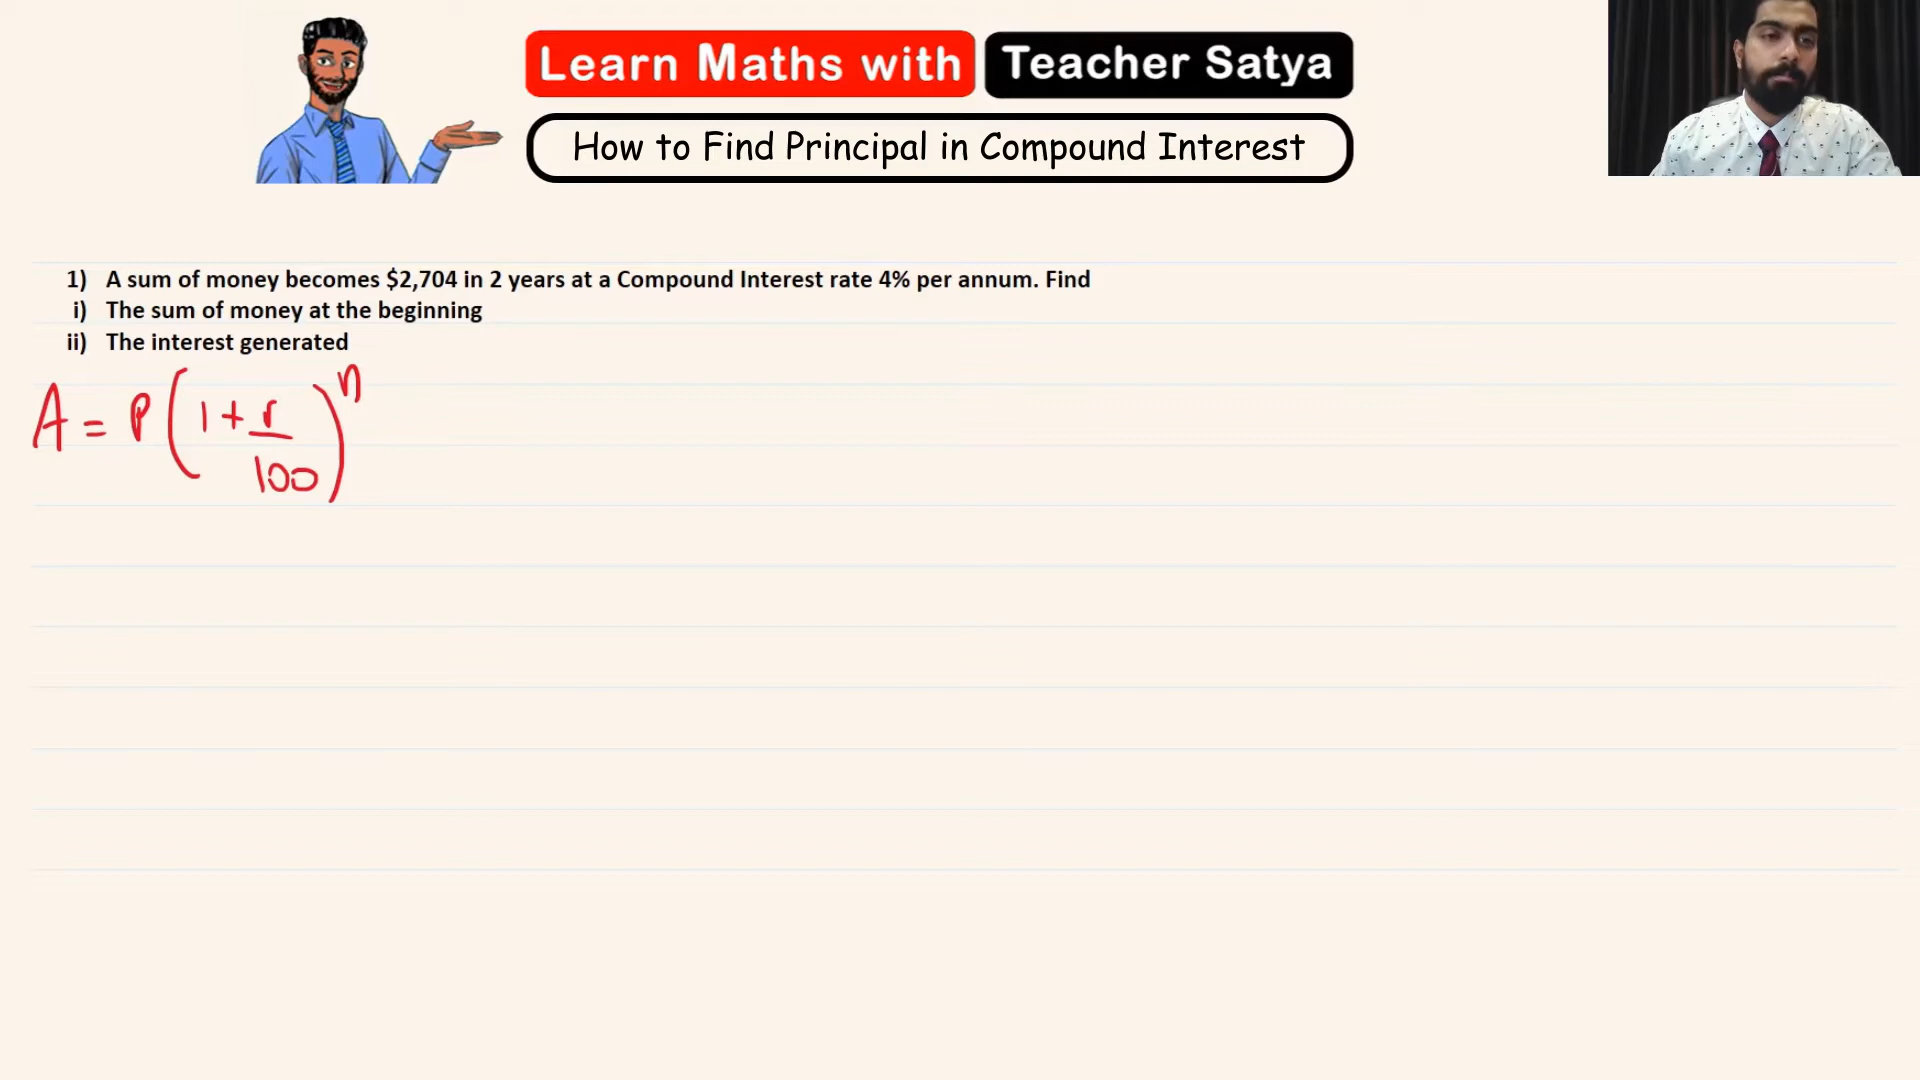 Learn Maths with Teacher Satya
How to Find Principal in Compound Interest
1) A sum of money becomes $2,704 in 2 years at a Compound Interest rate 4% per annum. Find
i) The sum of money at the beginning
ii) The interest generated
A = P(1 + r/100)^n